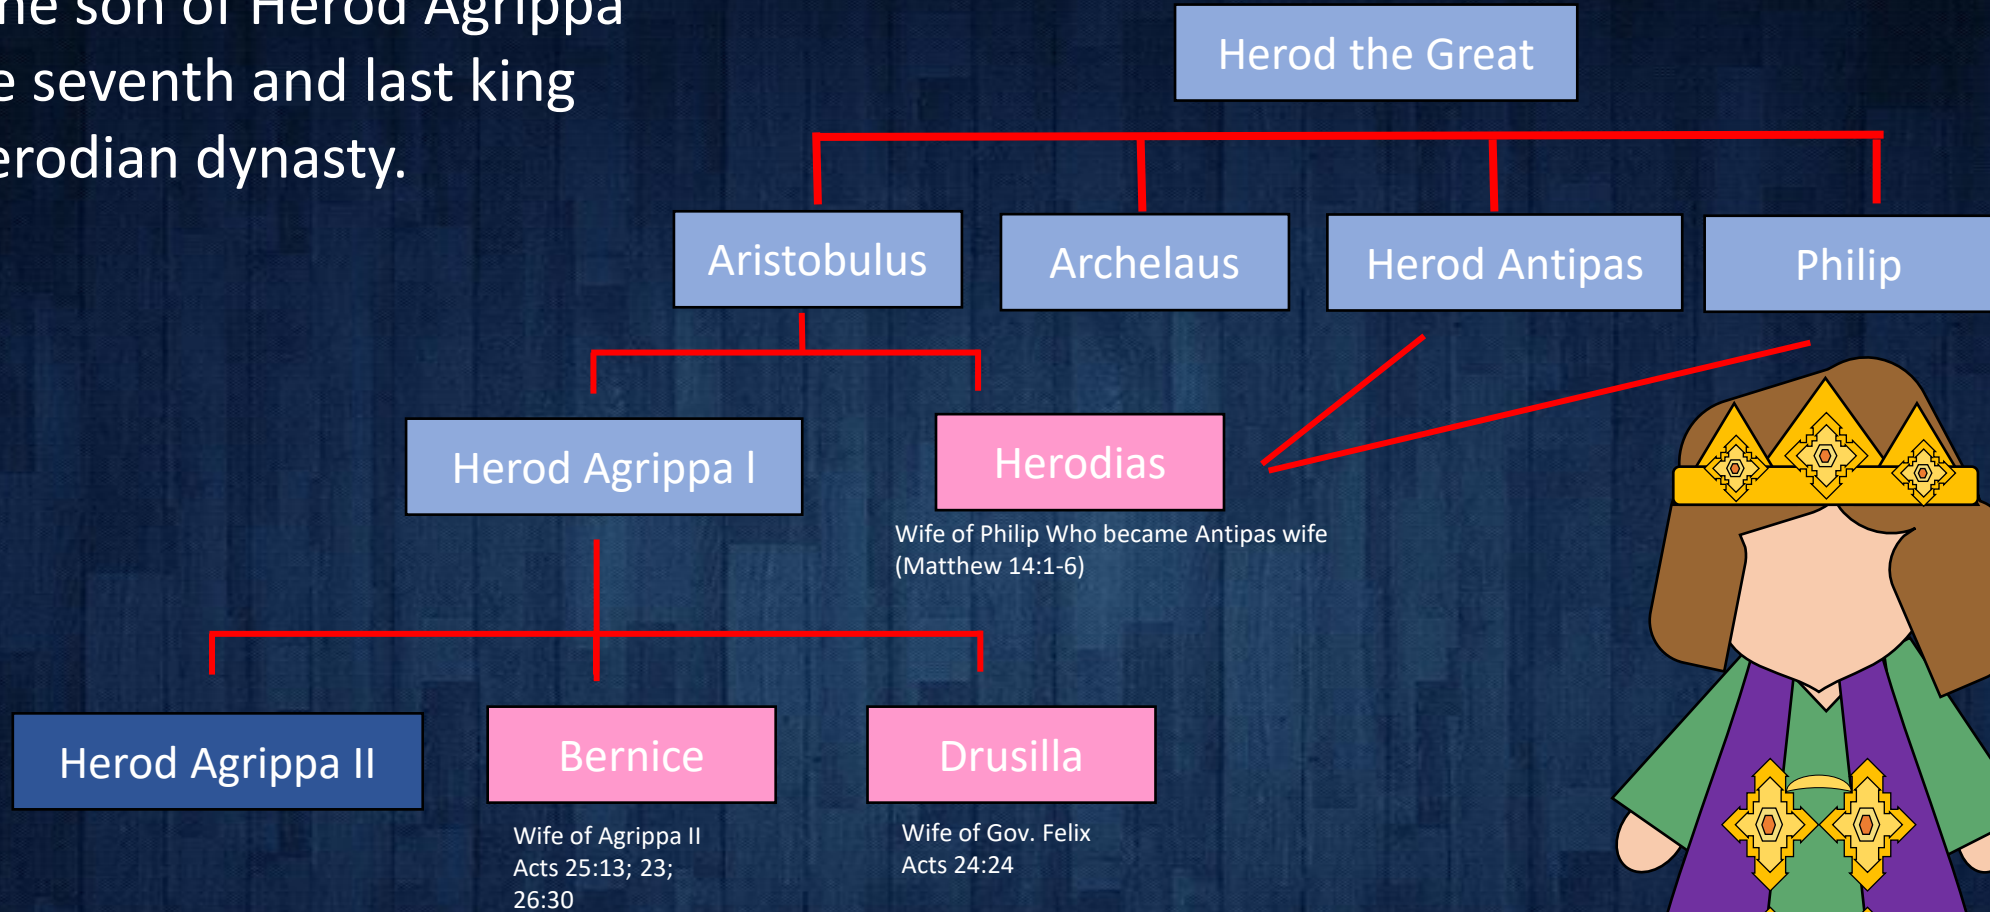 he son of Herod Agrippa
e seventh and last king
erodian dynasty.
Herod the Great
Aristobulus
Archelaus
Herod Antipas
Philip
Herod Agrippa l
Herodias
Wife of Philip Who became Antipas wife
(Matthew 14:1-6)
Herod Agrippa II
Bernice
Drusilla
Wife of Agrippa II
Acts 25:13; 23;
26:30
Wife of Gov. Felix
Acts 24:24